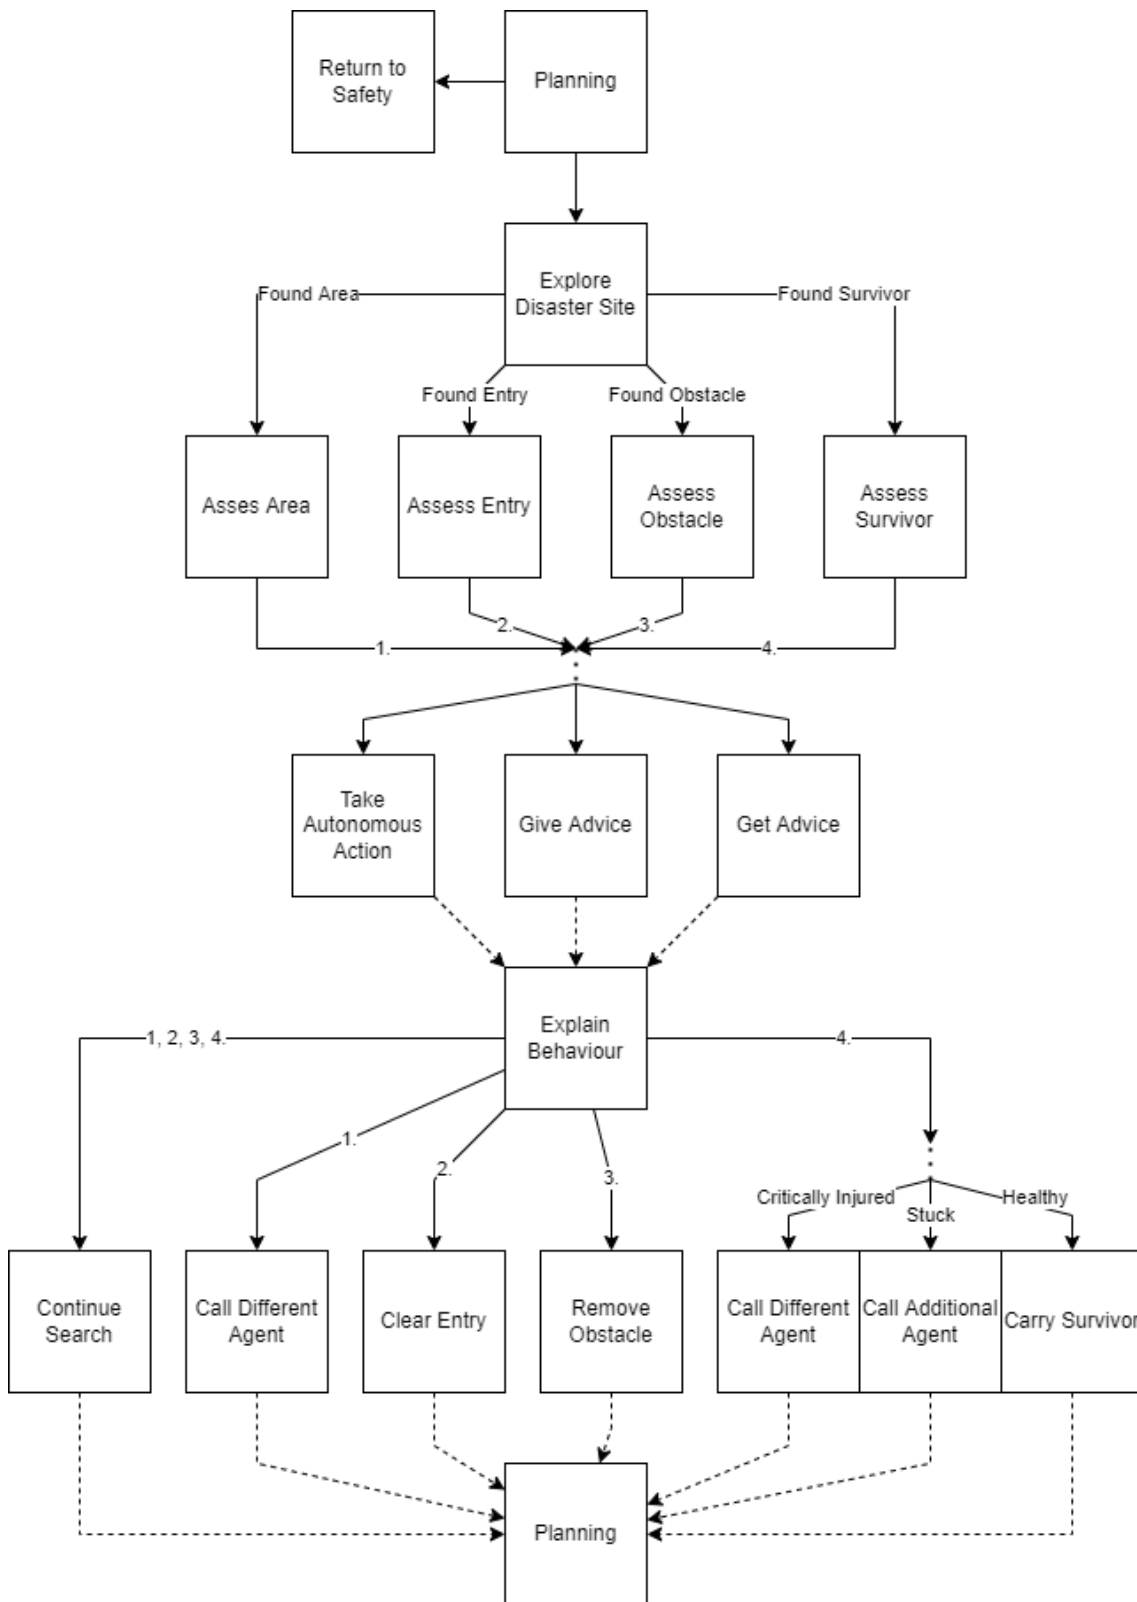 Return to
Safety
Planning
Explore
Disaster Site
Found Area
Found Survivor
Found Entry
Found Obstacle
Asses Area
Assess Entry
Assess
Obstacle
Assess
Survivor
1.
2.
3.
4.
Take
Autonomous
Action
Give Advice
Get Advice
Explain
Behaviour
1, 2, 3, 4.
4.
1.
2.
3.
Critically Injured
Stuck
Healthy
Continue
Search
Call Different
Agent
Clear Entry
Remove
Obstacle
Call Different
Agent
Call Additional
Agent
Carry Survivor
Planning